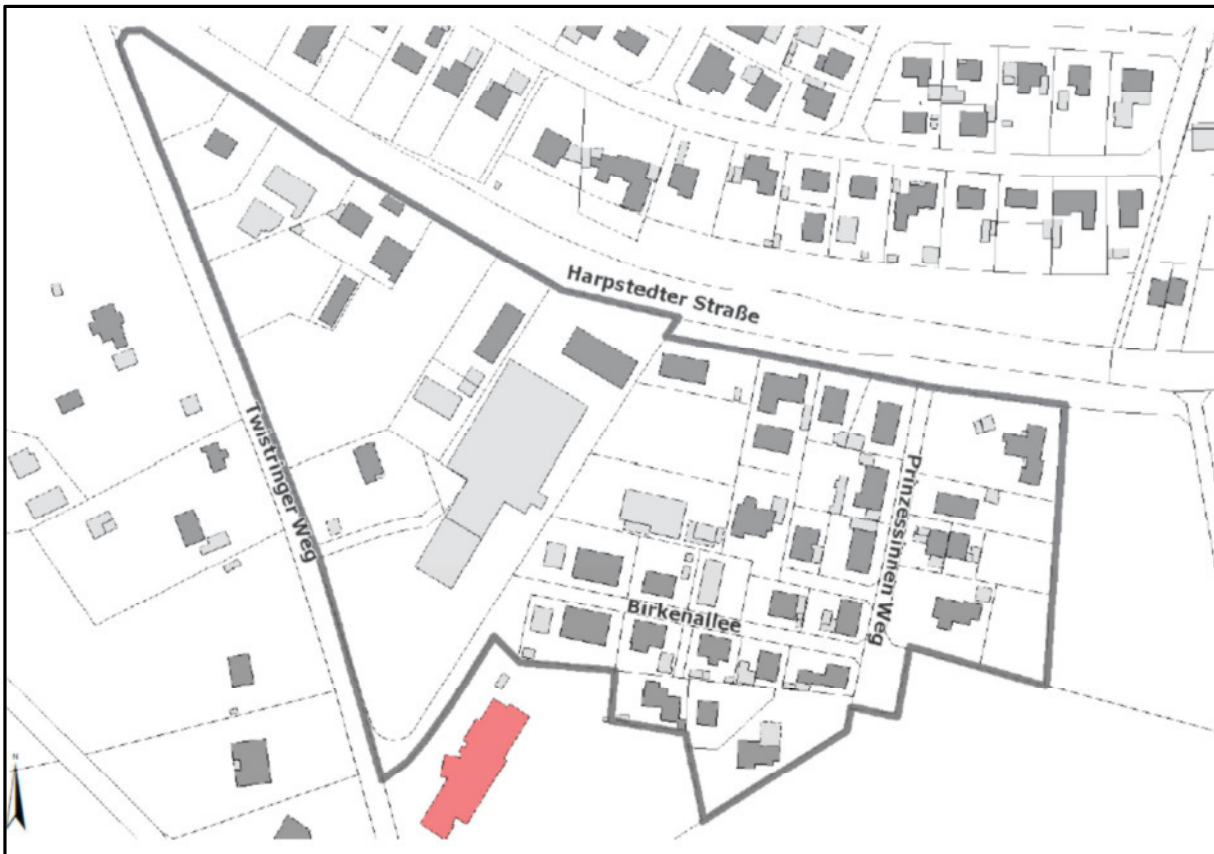 Harpstedter Straße
Twistringer Weg
Prinzessinnen Weg
Birkenallee
N